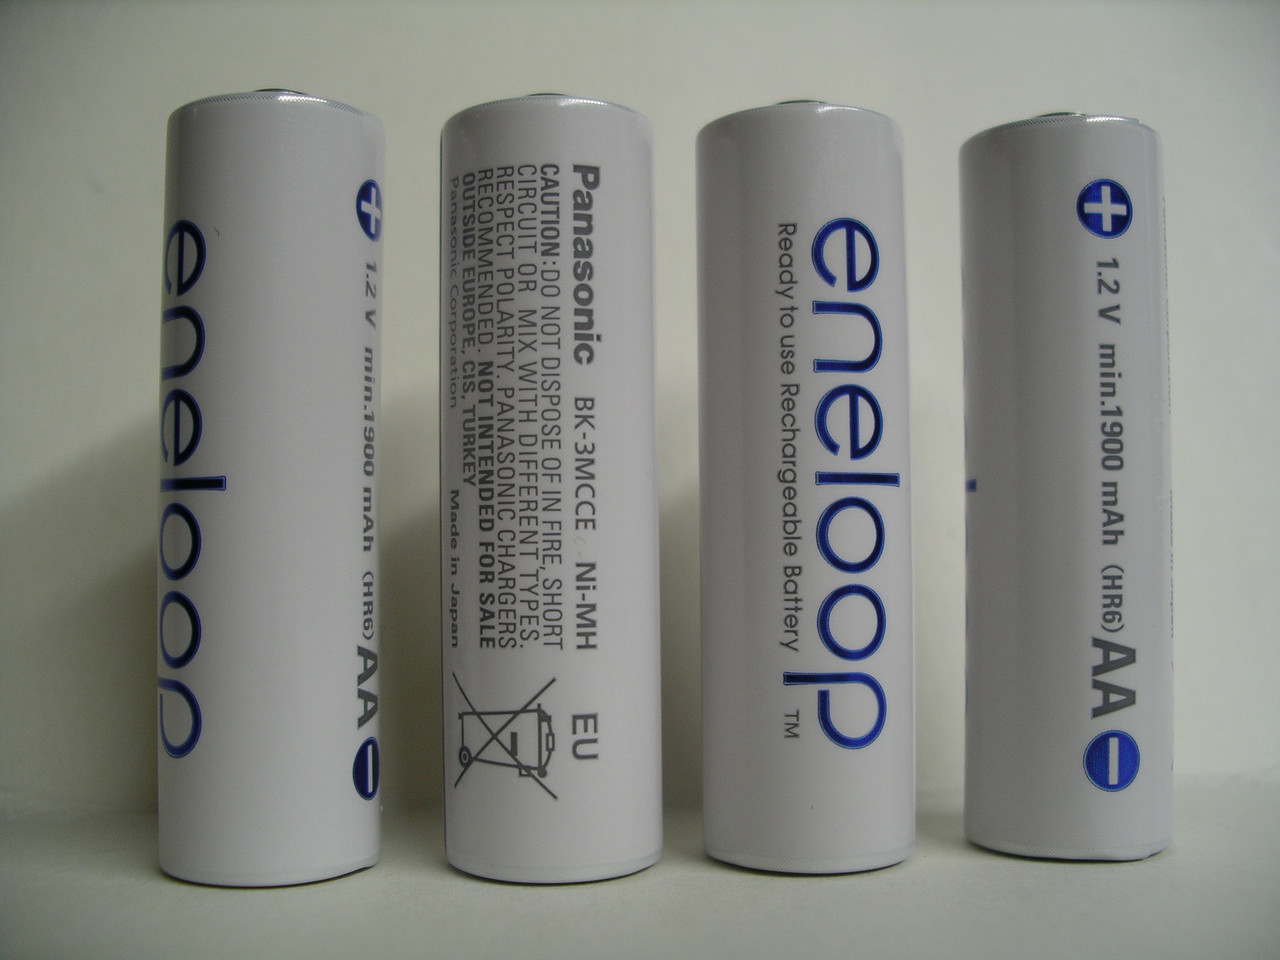 eneloop
+ 1.2 V min.1900 mAh (HR6) AA -
Panasonic BK-3MCCE Ni-MH EU
CAUTION: DO NOT DISPOSE OF IN FIRE, SHORT
CIRCUIT OR MIX WITH DIFFERENT TYPES.
RESPECT POLARITY. PANASONIC CHARGERS
RECOMMENDED. NOT INTENDED FOR SALE
OUTSIDE EUROPE, CIS, TURKEY
Panasonic Corporation Made in Japan
eneloop
Ready to use Rechargeable Battery TM
+ 1.2 V min.1900 mAh (HR6) AA -